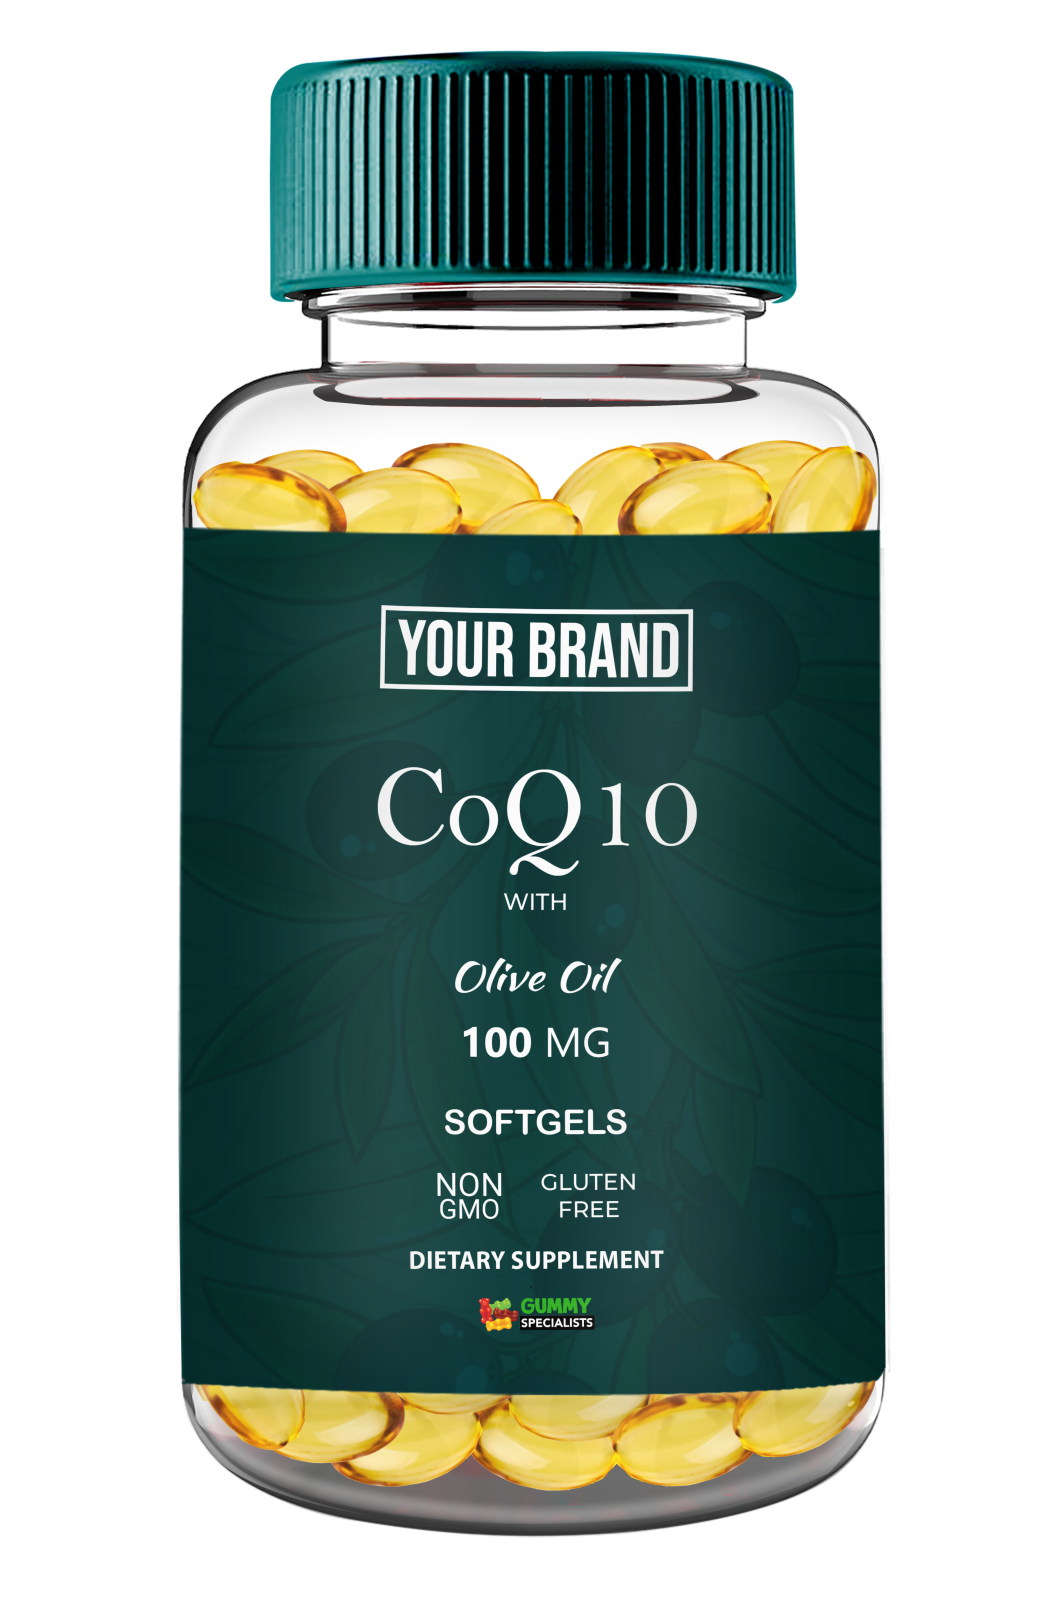 YOUR BRAND
CoQ10
WITH
Olive Oil
100 MG
SOFTGELS
NON
GMO
GLUTEN
FREE
DIETARY SUPPLEMENT
GUMMY
SPECIALISTS